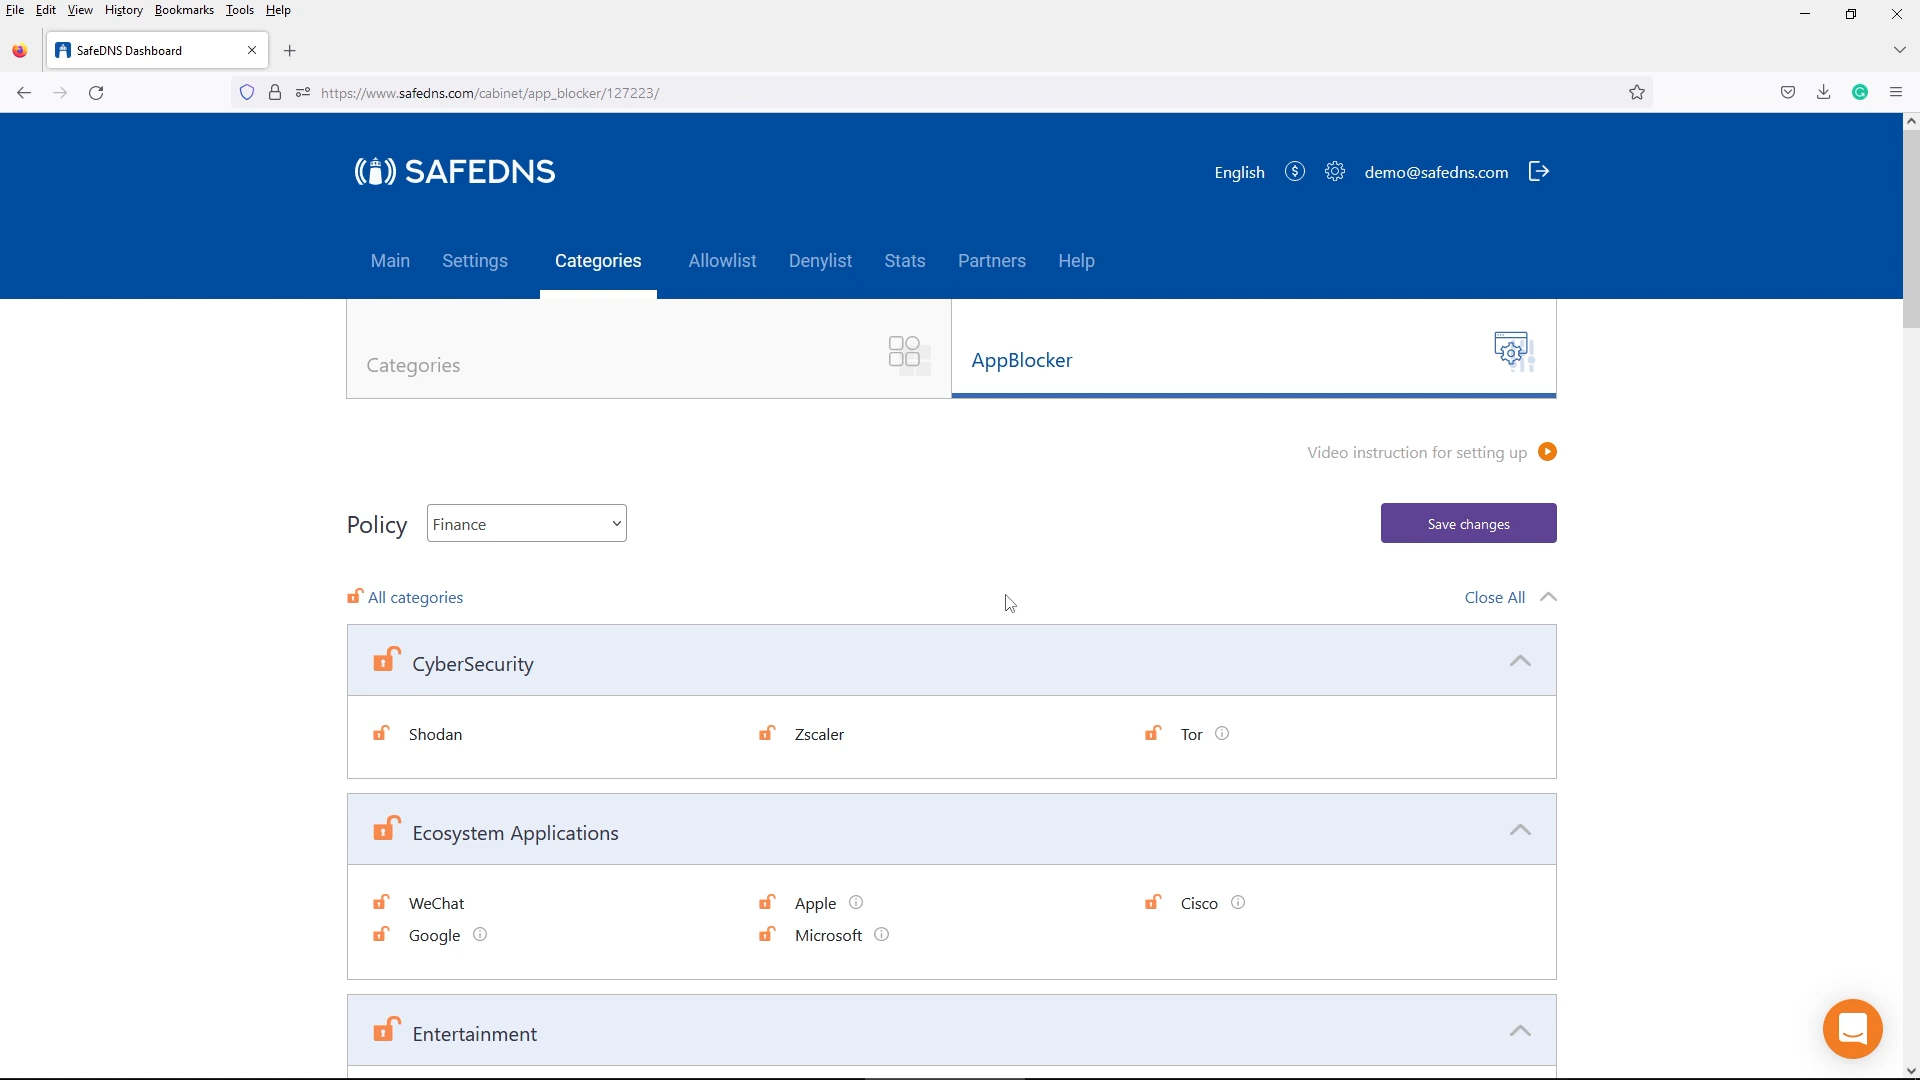 File Edit View History Bookmarks Tools Help
SafeDNS Dashboard
https://www.safedns.com/cabinet/app_blocker/127223/
SAFEDNS
English demo@safedns.com
Main Settings Categories Allowlist Denylist Stats Partners Help
Categories
AppBlocker
Video instruction for setting up
Policy Finance Save changes
All categories Close All
CyberSecurity
Shodan Zscaler Tor
Ecosystem Applications
WeChat Apple Cisco
Google Microsoft
Entertainment